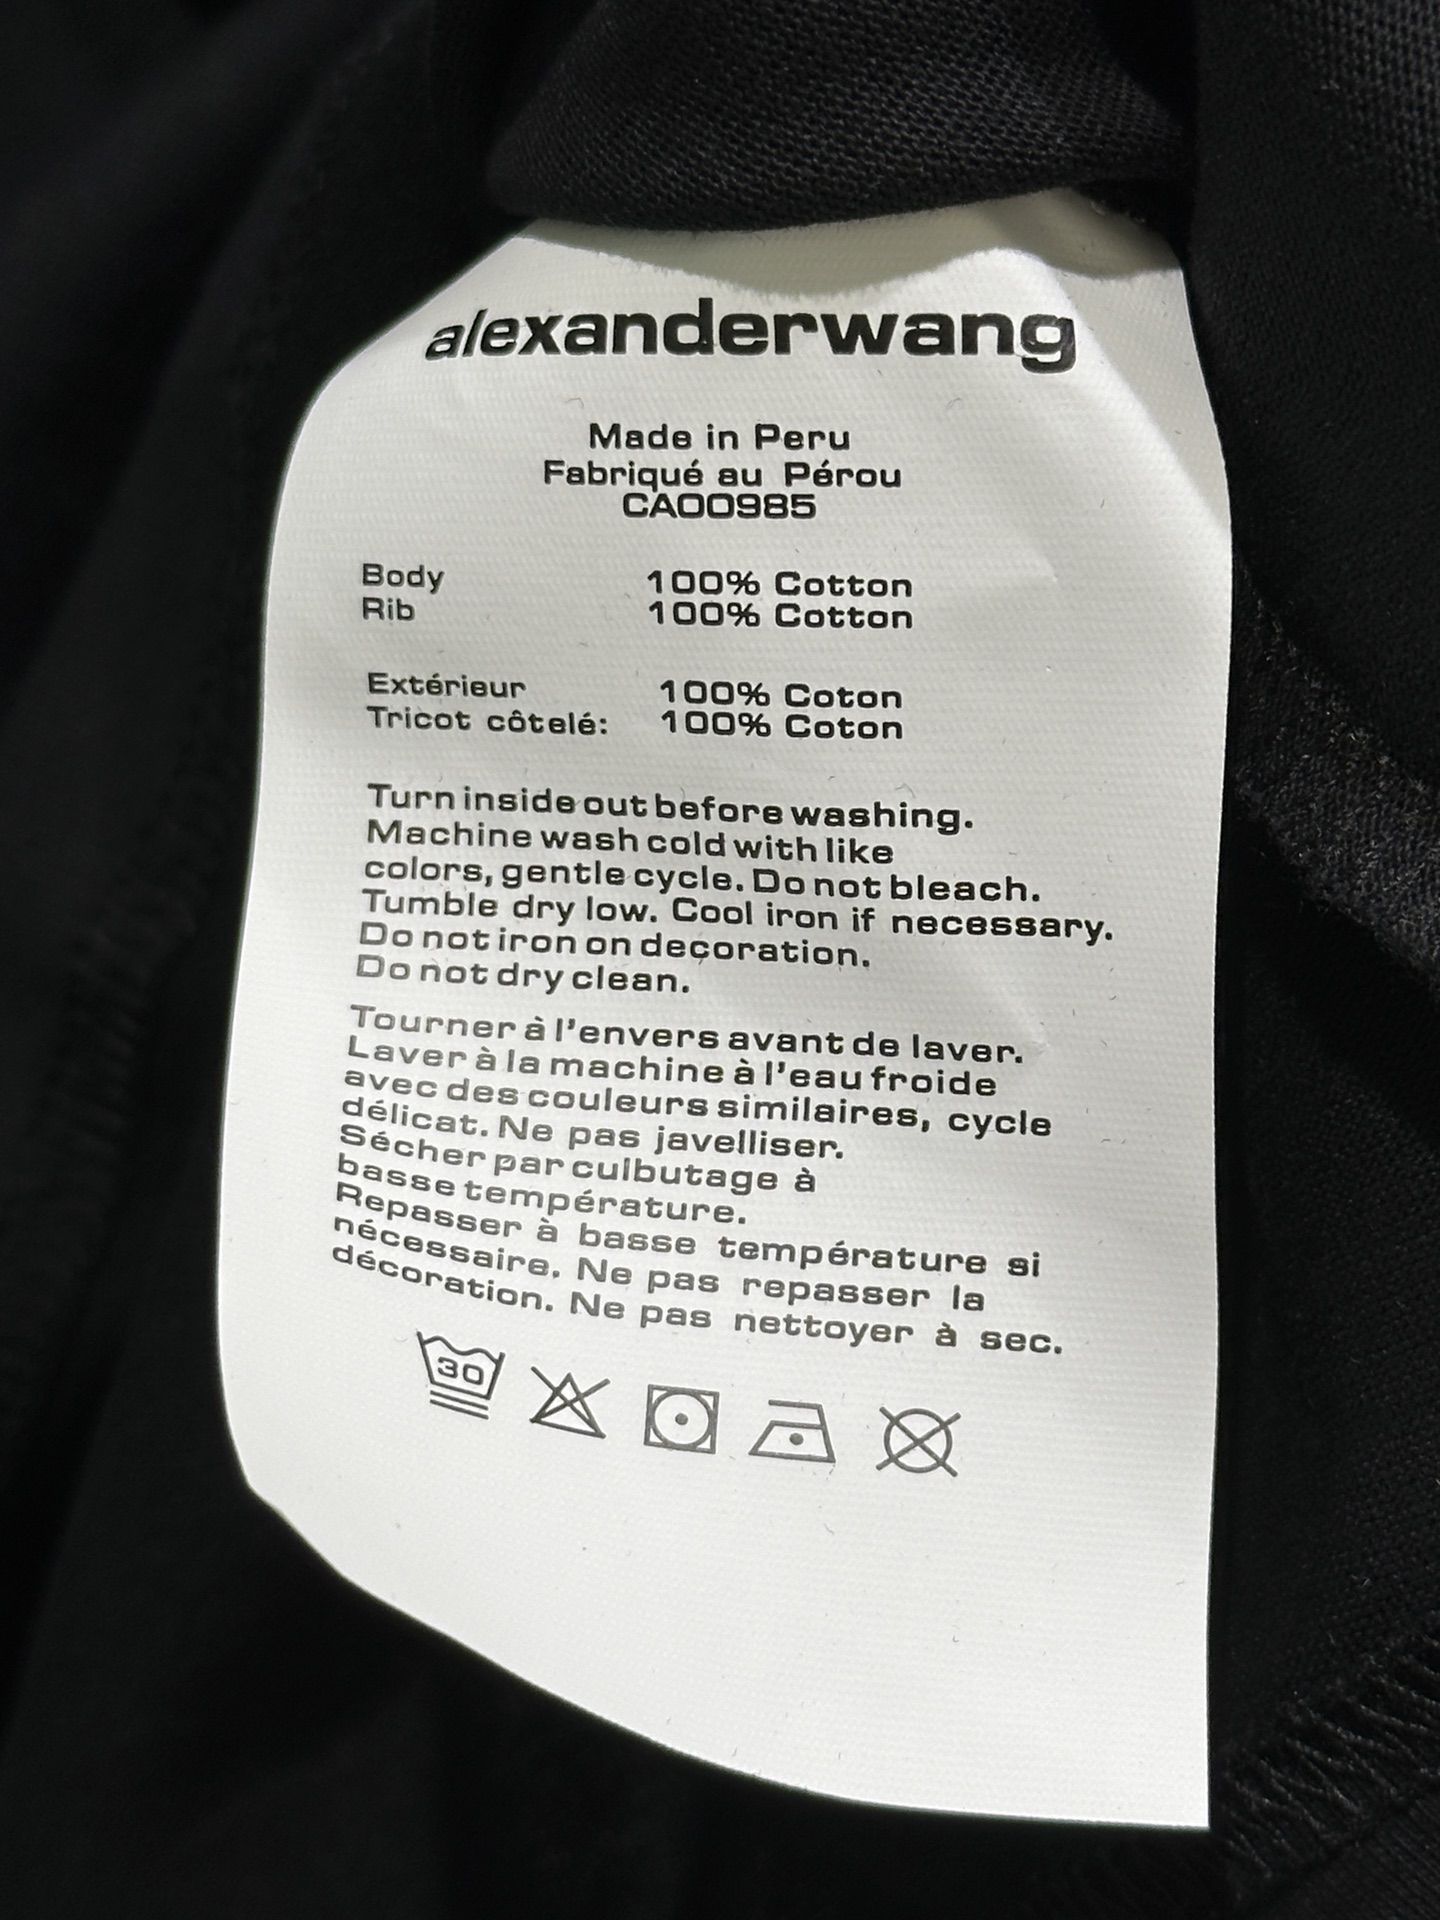 alexanderwang
Made in Peru
Fabriqué au Pérou
CA00985
Body 100% Cotton
Rib 100% Cotton
Extérieur 100% Coton
Tricot côtelé: 100% Coton
Turn inside out before washing.
Machine wash cold with like
colors, gentle cycle. Do not bleach.
Tumble dry low. Cool iron if necessary.
Do not iron on decoration.
Do not dry clean.
Tourner à l'envers avant de laver.
Laver à la machine à l'eau froide
avec des couleurs similaires, cycle
délicat. Ne pas javelliser.
Sécher par culbutage à
basse température.
Repasser à basse température si
nécessaire. Ne pas repasser la
décoration. Ne pas nettoyer à sec.
30